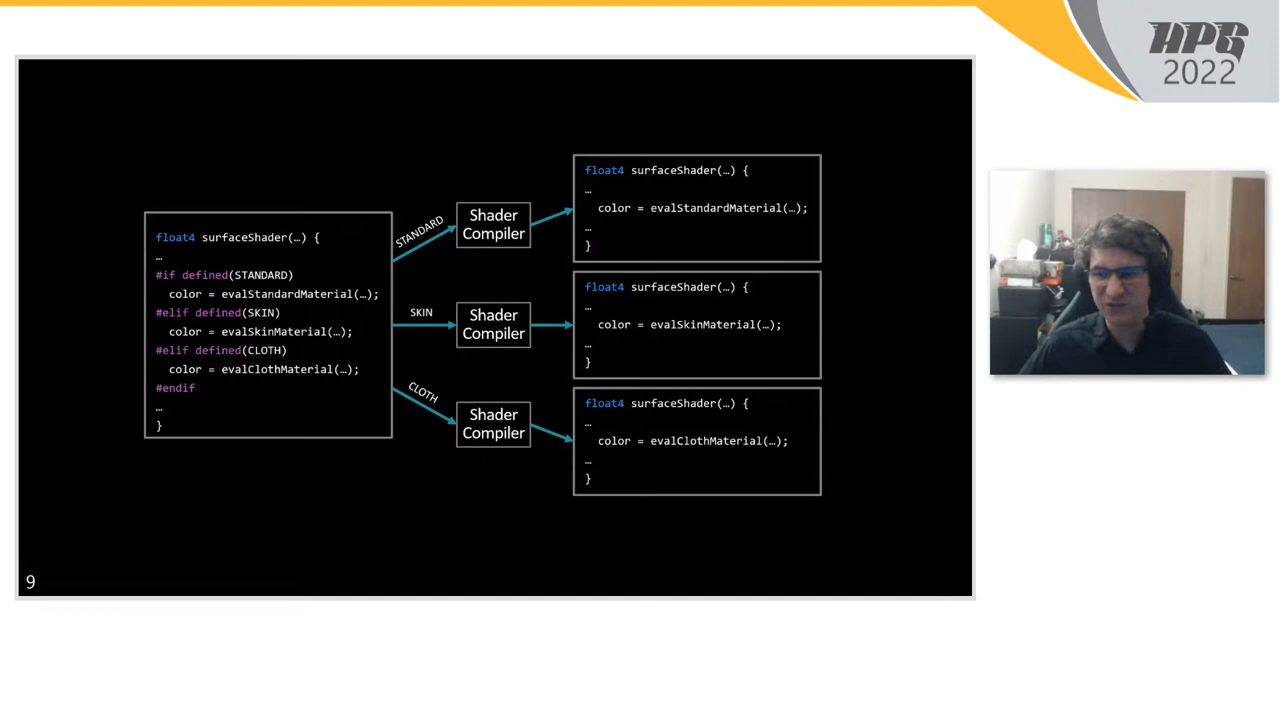 HPG
2022
float4 surfaceShader(…) {
…
#if defined(STANDARD)
color = evalStandardMaterial(…);
#elif defined(SKIN)
color = evalSkinMaterial(…);
#elif defined(CLOTH)
color = evalClothMaterial(…);
#endif
…
}
STANDARD
Shader
Compiler
float4 surfaceShader(…) {
…
color = evalStandardMaterial(…);
…
}
SKIN
Shader
Compiler
float4 surfaceShader(…) {
…
color = evalSkinMaterial(…);
…
}
CLOTH
Shader
Compiler
float4 surfaceShader(…) {
…
color = evalClothMaterial(…);
…
}
9